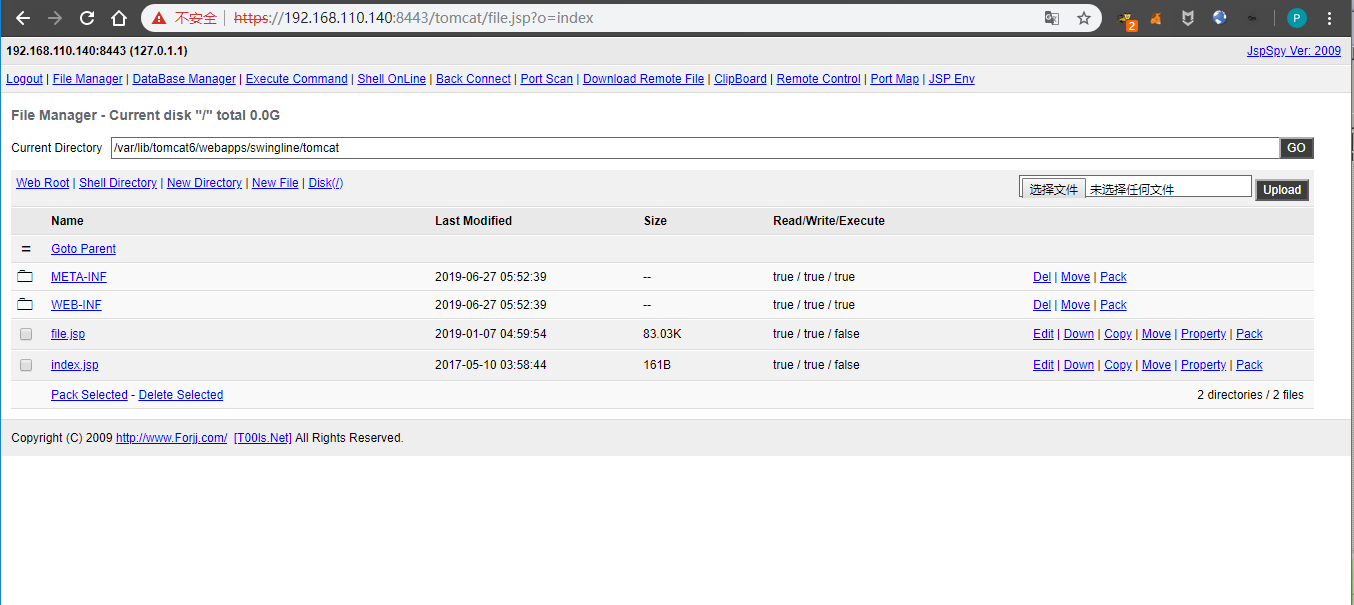 不安全 https://192.168.110.140:8443/tomcat/file.jsp?o=index 2 P
192.168.110.140:8443 (127.0.1.1) JspSpy Ver: 2009
Logout | File Manager | DataBase Manager | Execute Command | Shell OnLine | Back Connect | Port Scan | Download Remote File | ClipBoard | Remote Control | Port Map | JSP Env
File Manager - Current disk "/" total 0.0G
Current Directory /var/lib/tomcat6/webapps/swingline/tomcat GO
Web Root | Shell Directory | New Directory | New File | Disk(/) 选择文件 未选择任何文件 Upload
Name Last Modified Size Read/Write/Execute
= Goto Parent
META-INF 2019-06-27 05:52:39 -- true / true / true Del | Move | Pack
WEB-INF 2019-06-27 05:52:39 -- true / true / true Del | Move | Pack
file.jsp 2019-01-07 04:59:54 83.03K true / true / false Edit | Down | Copy | Move | Property | Pack
index.jsp 2017-05-10 03:58:44 161B true / true / false Edit | Down | Copy | Move | Property | Pack
Pack Selected - Delete Selected 2 directories / 2 files
Copyright (C) 2009 http://www.Forjj.com/ [T00ls.Net] All Rights Reserved.